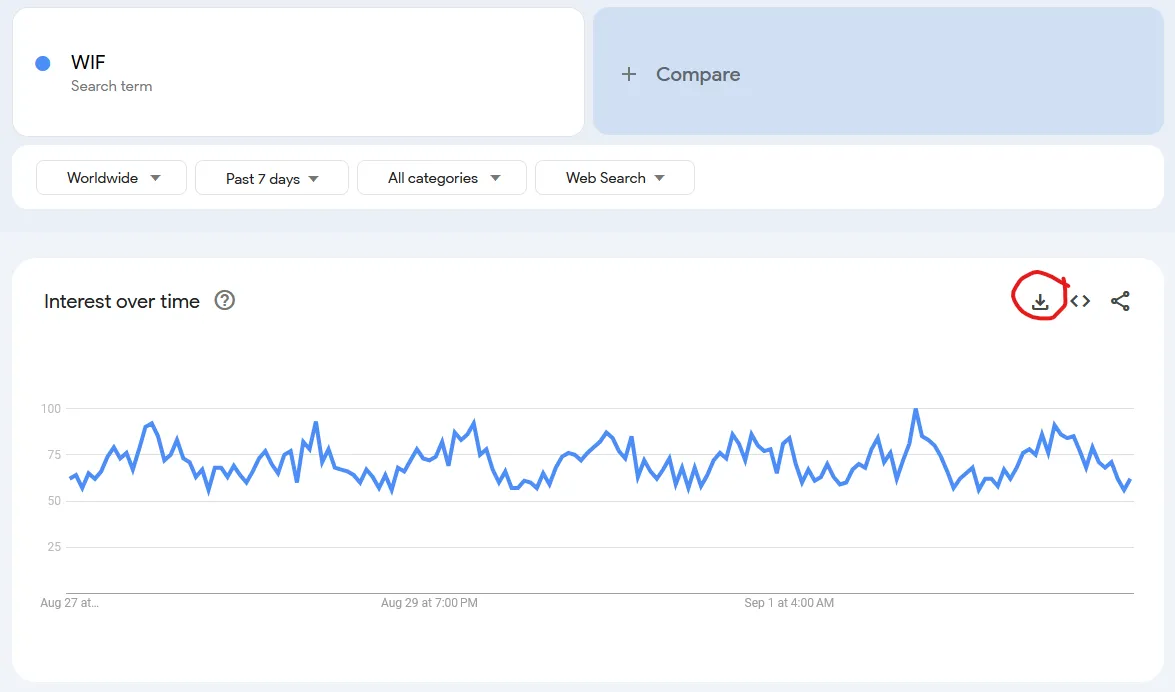 WIF
Search term
+ Compare
Worldwide
Past 7 days
All categories
Web Search
Interest over time
100
75
50
25
Aug 27 at...
Aug 29 at 7:00 PM
Sep 1 at 4:00 AM